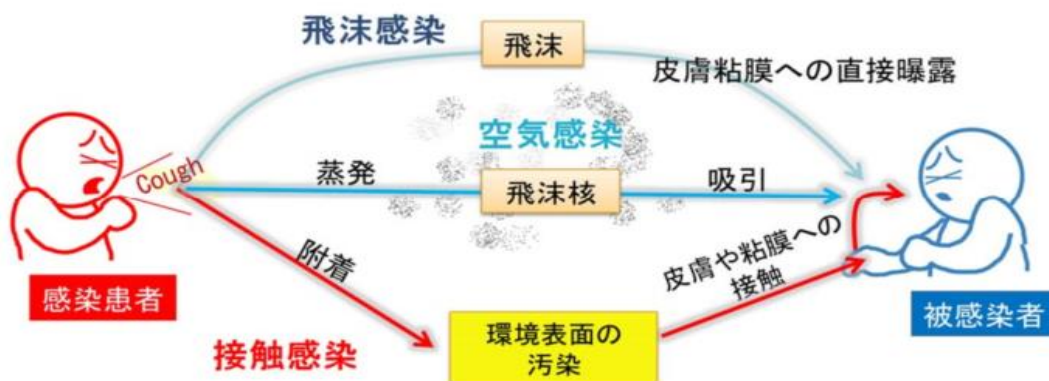 飛沫感染
飛沫
皮膚粘膜への直接曝露
空気感染
Cough
蒸発
飛沫核
吸引
附着
皮膚や粘膜への
接触
感染患者
接触感染
環境表面の
汚染
被感染者